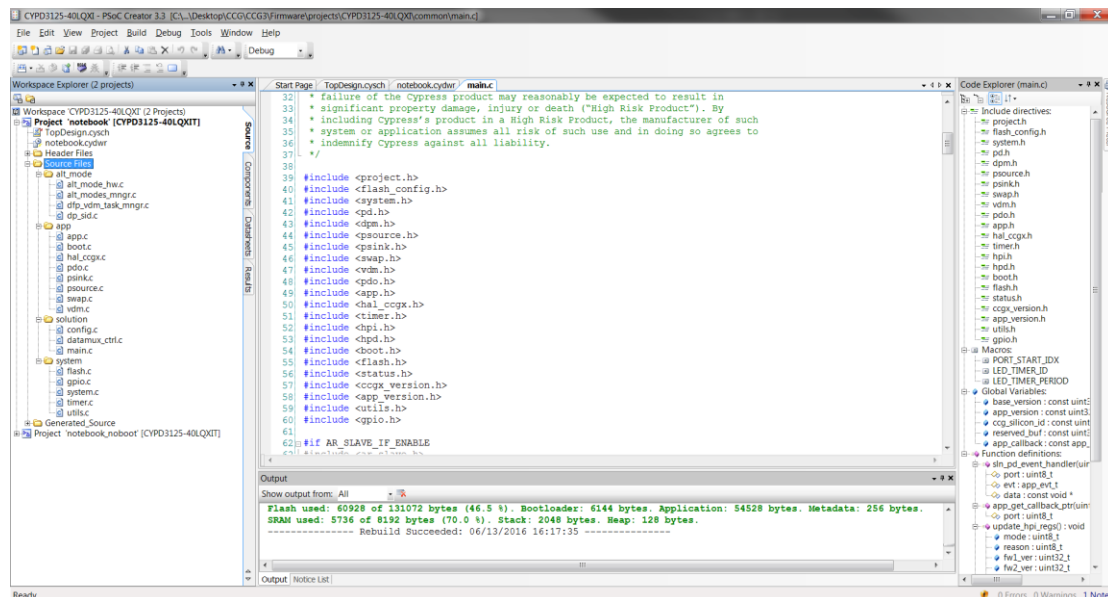 CYPD3125-40LQXI - PSoC Creator 3.3 [C:\...\Desktop\CCG\CCG3\Firmware\projects\CYPD3125-40LQXI\common\main.c]
File Edit View Project Build Debug Tools Window Help
Debug
Workspace Explorer (2 projects)
Workspace 'CYPD3125-40LQXI' (2 Projects)
Project 'notebook' [CYPD3125-40LQXIT]
TopDesign.cysch
notebook.cydwr
Header Files
Source Files
alt_mode
alt_mode_hw.c
alt_modes_mngr.c
dfp_vdm_task_mngr.c
dp_sid.c
app
app.c
boot.c
hal_ccgx.c
pdo.c
psink.c
psource.c
swap.c
vdm.c
solution
config.c
datamux_ctrl.c
main.c
system
flash.c
gpio.c
system.c
timer.c
utils.c
Generated_Source
Project 'notebook_noboot' [CYPD3125-40LQXIT]
Source
Components
Datasheets
Results
Start Page TopDesign.cysch notebook.cydwr main.c
32 * failure of the Cypress product may reasonably be expected to result in
33 * significant property damage, injury or death ("High Risk Product"). By
34 * including Cypress's product in a High Risk Product, the manufacturer of such
35 * system or application assumes all risk of such use and in doing so agrees to
36 * indemnify Cypress against all liability.
37 */
38
39 #include <project.h>
40 #include <flash_config.h>
41 #include <system.h>
42 #include <pd.h>
43 #include <dpm.h>
44 #include <psource.h>
45 #include <psink.h>
46 #include <swap.h>
47 #include <vdm.h>
48 #include <pdo.h>
49 #include <app.h>
50 #include <hal_ccgx.h>
51 #include <timer.h>
52 #include <hpi.h>
53 #include <hpd.h>
54 #include <boot.h>
55 #include <flash.h>
56 #include <status.h>
57 #include <ccgx_version.h>
58 #include <app_version.h>
59 #include <utils.h>
60 #include <gpio.h>
61
62 #if AR_SLAVE_IF_ENABLE
Output
Show output from: All
Flash used: 60928 of 131072 bytes (46.5 %). Bootloader: 6144 bytes. Application: 54528 bytes. Metadata: 256 bytes.
SRAM used: 5736 of 8192 bytes (70.0 %). Stack: 2048 bytes. Heap: 128 bytes.
--------------- Rebuild Succeeded: 06/13/2016 16:17:35 ---------------
Output Notice List
Code Explorer (main.c)
Include directives:
project.h
flash_config.h
system.h
pd.h
dpm.h
psource.h
psink.h
swap.h
vdm.h
pdo.h
app.h
hal_ccgx.h
timer.h
hpi.h
hpd.h
boot.h
flash.h
status.h
ccgx_version.h
app_version.h
utils.h
gpio.h
Macros:
PORT_START_IDX
LED_TIMER_ID
LED_TIMER_PERIOD
Global Variables:
base_version : const uint3
app_version : const uint3.
ccg_silicon_id : const uint
reserved_buf : const uint
app_callback : const app_
Function definitions:
sln_pd_event_handler(uir
port : uint8_t
evt : app_evt_t
data : const void *
app_get_callback_ptr(uin
port : uint8_t
update_hpi_regs() : void
mode : uint8_t
reason : uint8_t
fw1_ver : uint32_t
fw2_ver : uint32_t
Ready
0 Errors 0 Warnings 1 Note